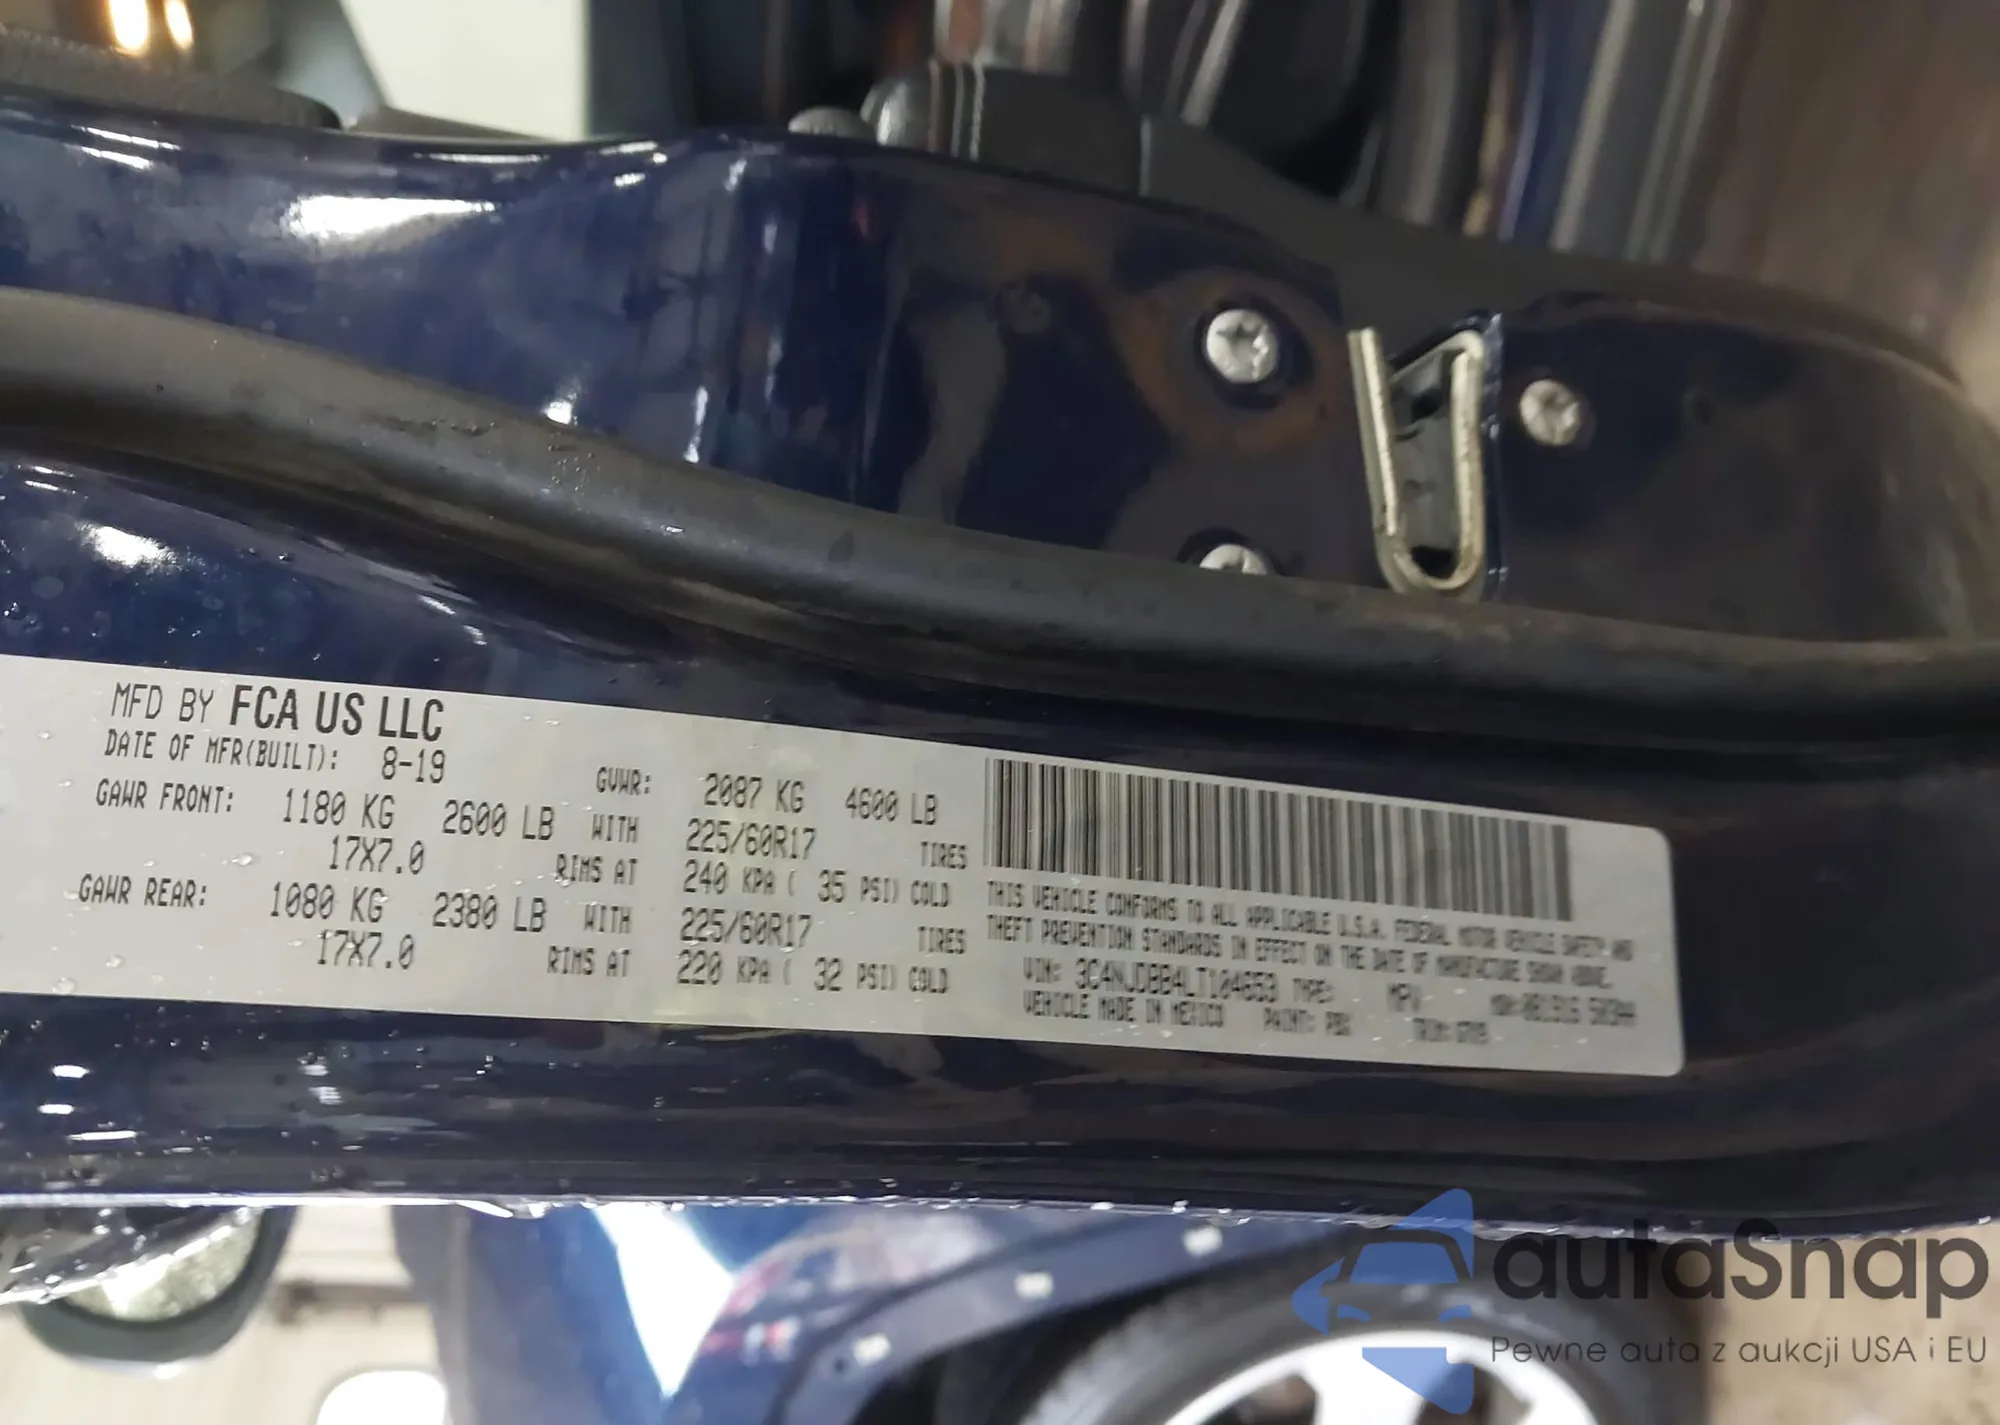 MFD BY FCA US LLC
DATE OF MFR(BUILT): 8-19 GVWR: 2087 KG 4600 LB
GAWR FRONT: 1180 KG 2600 LB WITH 225/60R17 TIRES
17X7.0 RIMS AT 240 KPA ( 35 PSI) COLD
GAWR REAR: 1080 KG 2380 LB WITH 225/60R17 TIRES
17X7.0 RIMS AT 220 KPA ( 32 PSI) COLD
THIS VEHICLE CONFORMS TO ALL APPLICABLE U.S.A. FEDERAL MOTOR VEHICLE SAFETY AND
THEFT PREVENTION STANDARDS IN EFFECT ON THE DATE OF MANUFACTURE SHOWN ABOVE.
VIN: 3C4NJDBB4LT104653 TYPE: MPV
VEHICLE MADE IN MEXICO PAINT: PBX TRIM:
autaSnap
Pewne auta z aukcji USA i EU